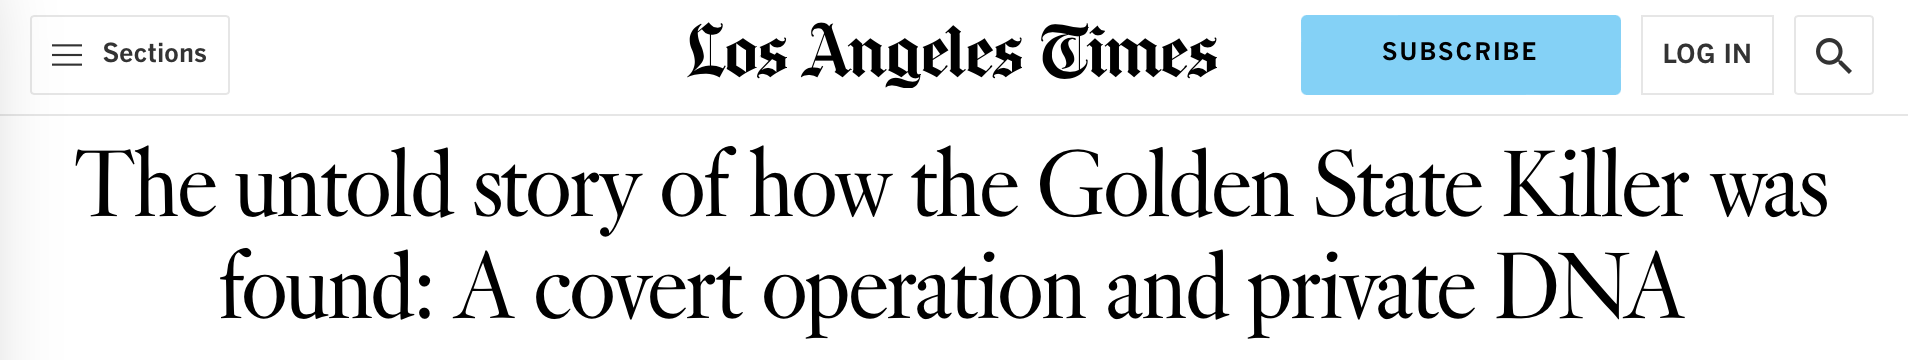 Sections
Los Angeles Times
SUBSCRIBE
LOG IN
The untold story of how the Golden State Killer was
found: A covert operation and private DNA